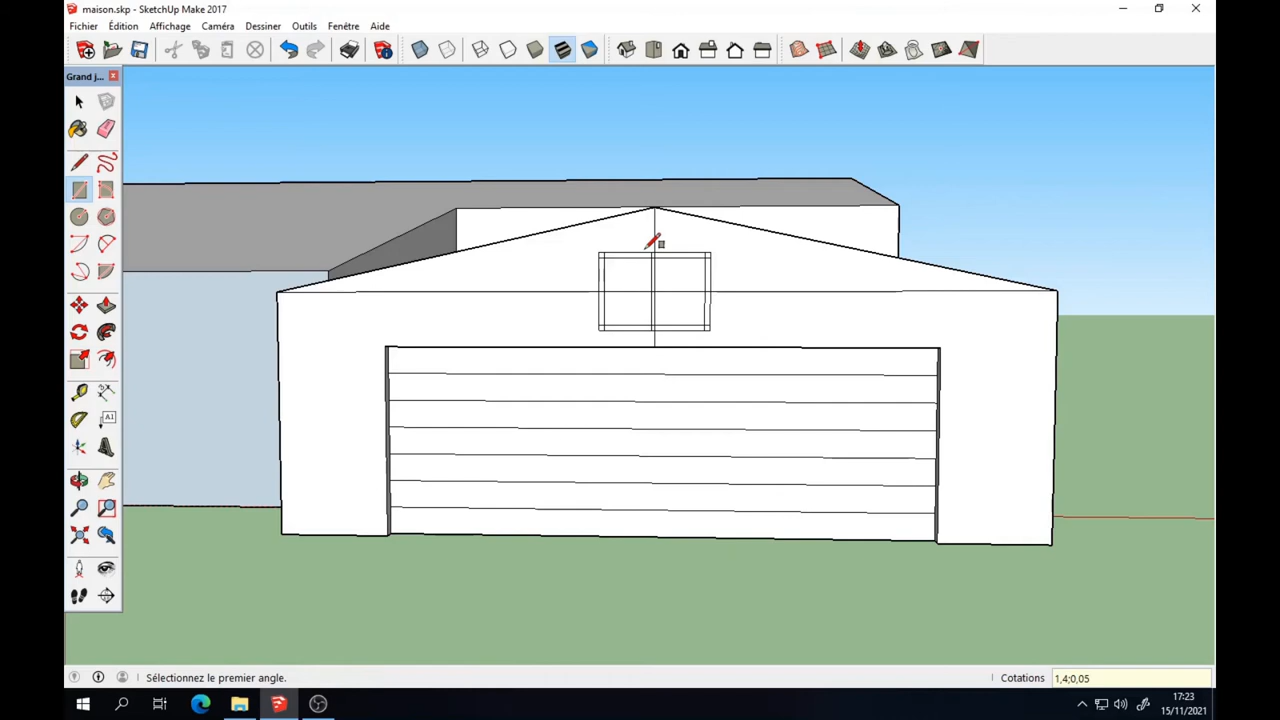 maison.skp - SketchUp Make 2017
Fichier Édition Affichage Caméra Dessiner Outils Fenêtre Aide
Grand j...
A1
Sélectionnez le premier angle.
Cotations 1,4;0,05
17:23
15/11/2021